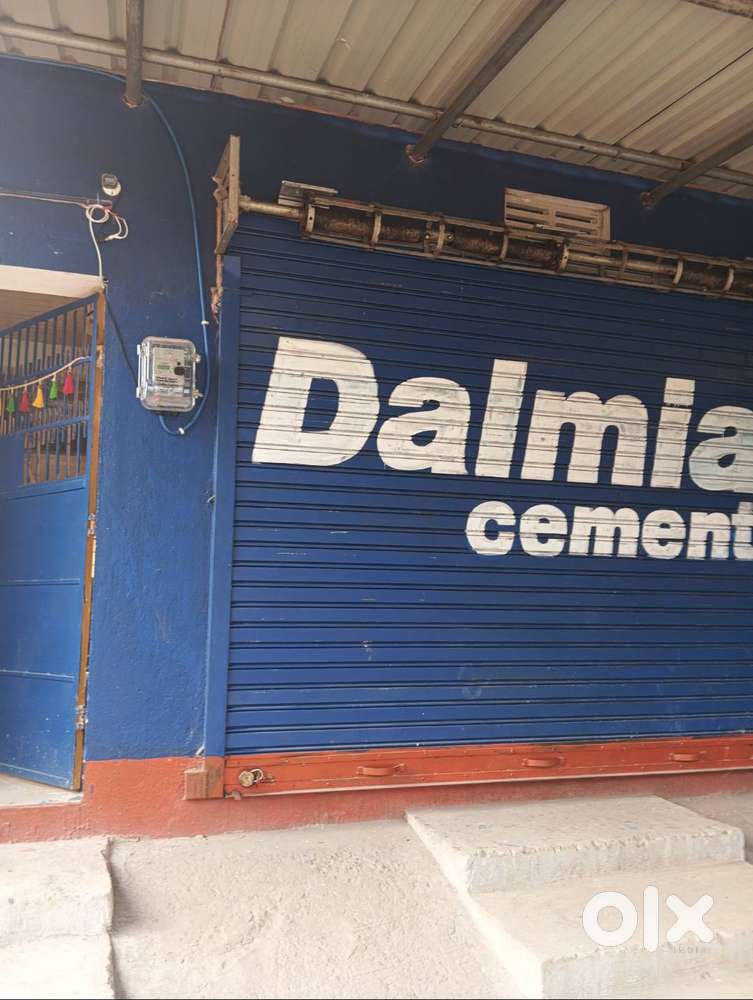 Dalmia
cement
olx